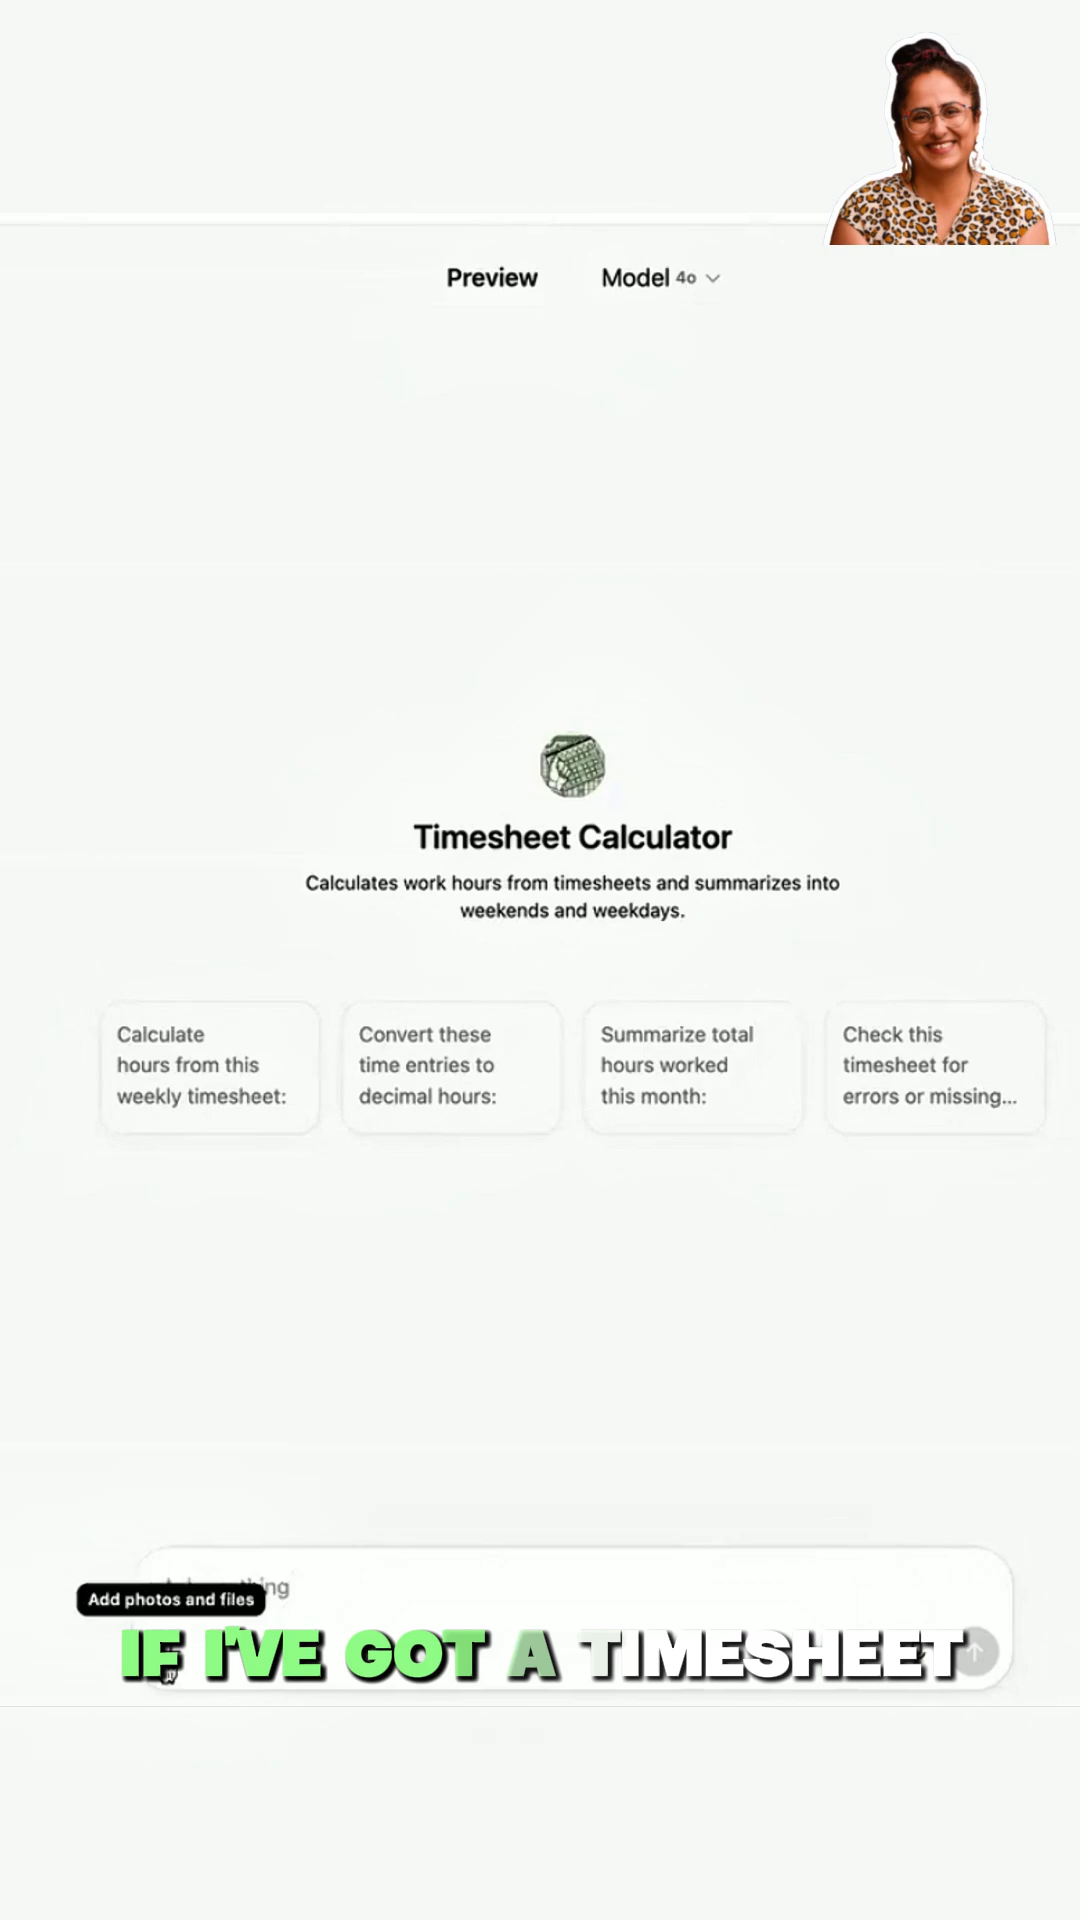 Preview
Model 4o
Timesheet Calculator
Calculates work hours from timesheets and summarizes into
weekends and weekdays.
Calculate
hours from this
weekly timesheet:
Convert these
time entries to
decimal hours:
Summarize total
hours worked
this month:
Check this
timesheet for
errors or missing...
Add photos and files
IF I'VE GOT A TIMESHEET